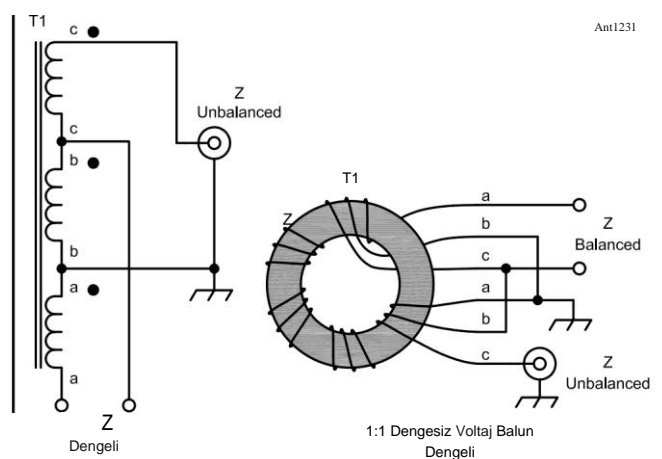 T1
c
Ant1231
Z
Unbalanced
c
b
b
a
a
Z
Dengeli
T1
Z
a
b
c
a
b
c
Z
Balanced
Z
Unbalanced
1:1 Dengesiz Voltaj Balun
Dengeli